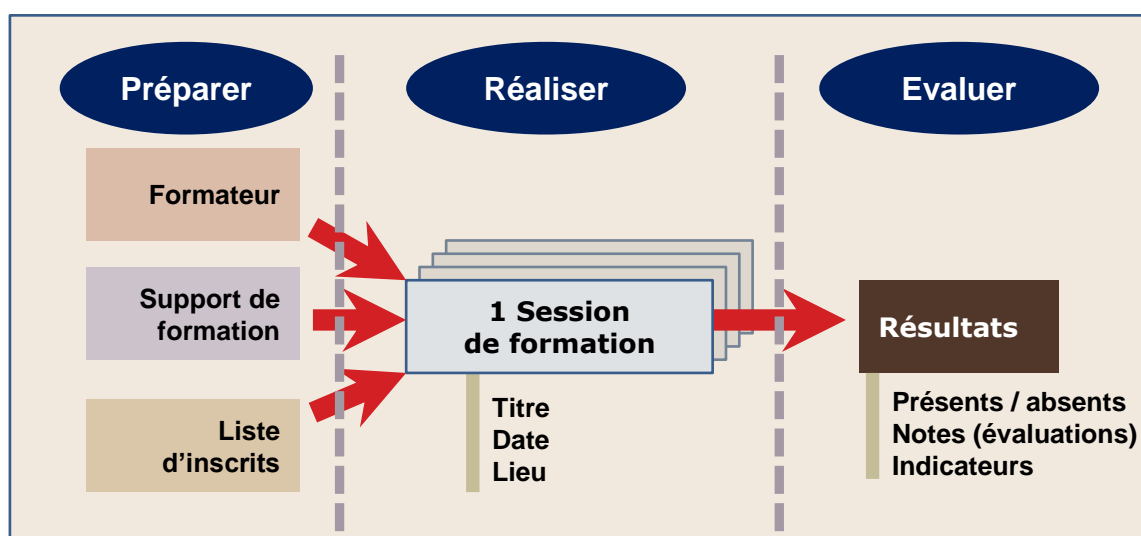 Préparer
Réaliser
Evaluer
Formateur
Support de
formation
Liste
d’inscrits
1 Session
de formation
Titre
Date
Lieu
Résultats
Présents / absents
Notes (évaluations)
Indicateurs